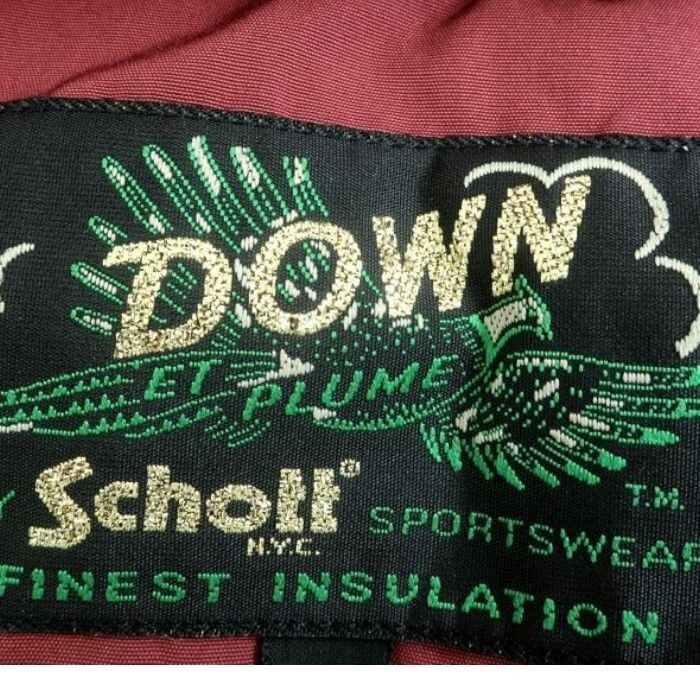 DOWN
ET PLUME
T.M.
Schott® SPORTSWEAR
N.Y.C.
FINEST INSULATION